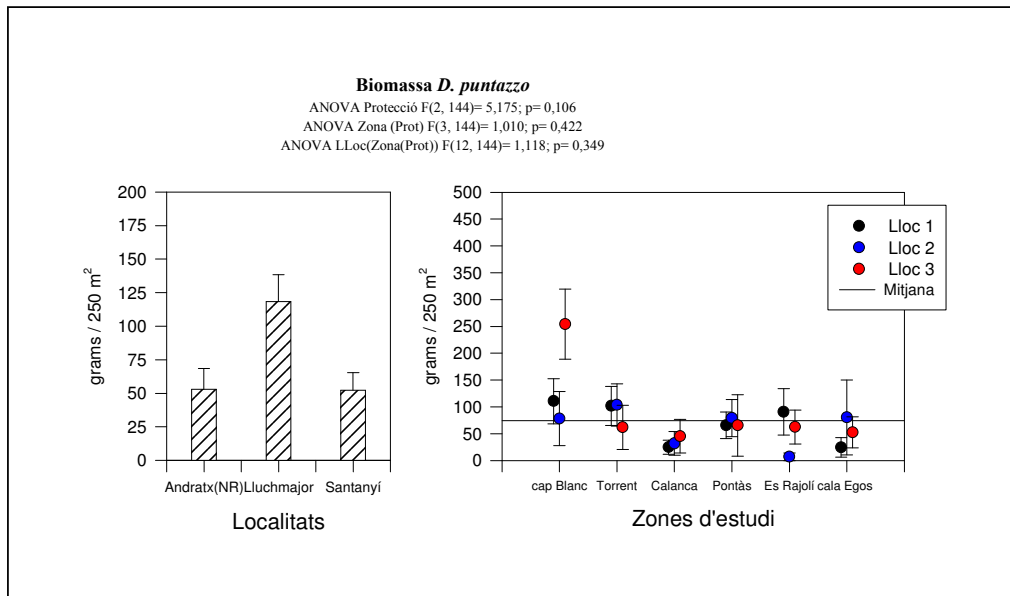 Biomassa D. puntazzo
ANOVA Protecció F(2, 144)= 5,175; p= 0,106
ANOVA Zona (Prot) F(3, 144)= 1,010; p= 0,422
ANOVA LLoc(Zona(Prot)) F(12, 144)= 1,118; p= 0,349
grams / 250 m²
200
175
150
125
100
75
50
25
0
Andratx(NR) Lluchmajor Santanyí
Localitats
grams / 250 m²
500
450
400
350
300
250
200
150
100
50
0
cap Blanc Torrent Calanca Pontàs Es Rajolí cala Egos
Zones d'estudi
Lloc 1
Lloc 2
Lloc 3
Mitjana